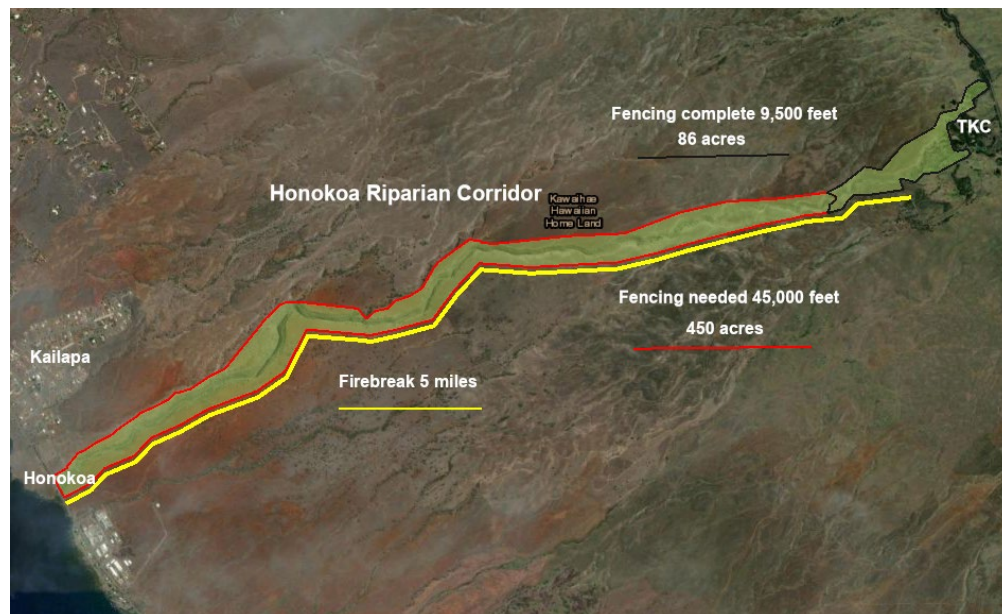 Fencing complete 9,500 feet
86 acres
TKC
Honokoa Riparian Corridor
Kawaihae
Hawaiian
Home Land
Fencing needed 45,000 feet
450 acres
Kailapa
Firebreak 5 miles
Honokoa